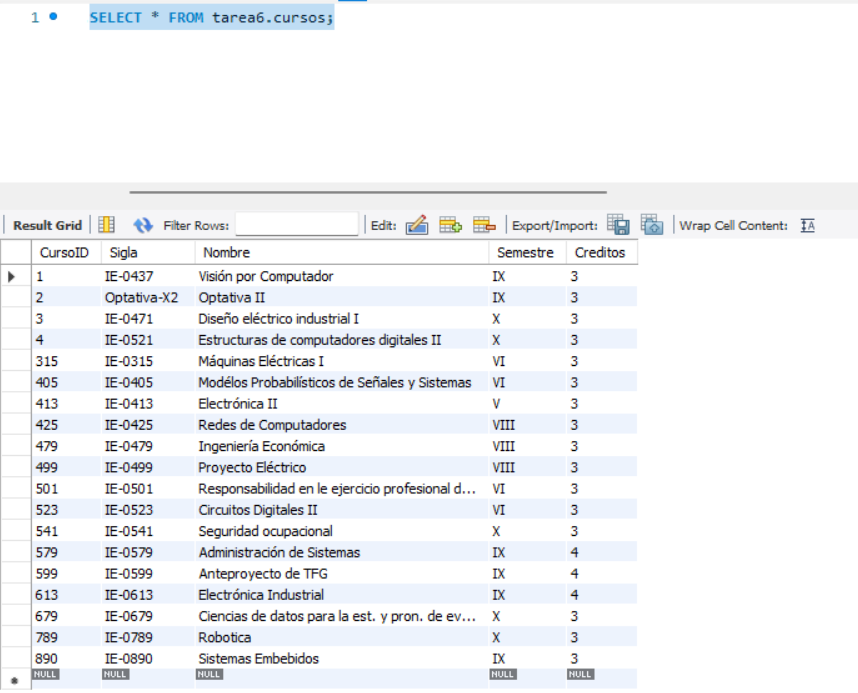 1 SELECT * FROM tarea6.cursos;
Result Grid Filter Rows: Edit: Export/Import: Wrap Cell Content: IA
CursoID Sigla Nombre Semestre Creditos
1 IE-0437 Visión por Computador IX 3
2 Optativa-X2 Optativa II IX 3
3 IE-0471 Diseño eléctrico industrial I X 3
4 IE-0521 Estructuras de computadores digitales II X 3
315 IE-0315 Máquinas Eléctricas I VI 3
405 IE-0405 Modélos Probabilísticos de Señales y Sistemas VI 3
413 IE-0413 Electrónica II V 3
425 IE-0425 Redes de Computadores VIII 3
479 IE-0479 Ingeniería Económica VIII 3
499 IE-0499 Proyecto Eléctrico VIII 3
501 IE-0501 Responsabilidad en le ejercicio profesional d... VI 3
523 IE-0523 Circuitos Digitales II VI 3
541 IE-0541 Seguridad ocupacional X 3
579 IE-0579 Administración de Sistemas IX 4
599 IE-0599 Anteproyecto de TFG IX 4
613 IE-0613 Electrónica Industrial IX 4
679 IE-0679 Ciencias de datos para la est. y pron. de ev... X 3
789 IE-0789 Robotica X 3
890 IE-0890 Sistemas Embebidos IX 3
NULL NULL NULL NULL NULL